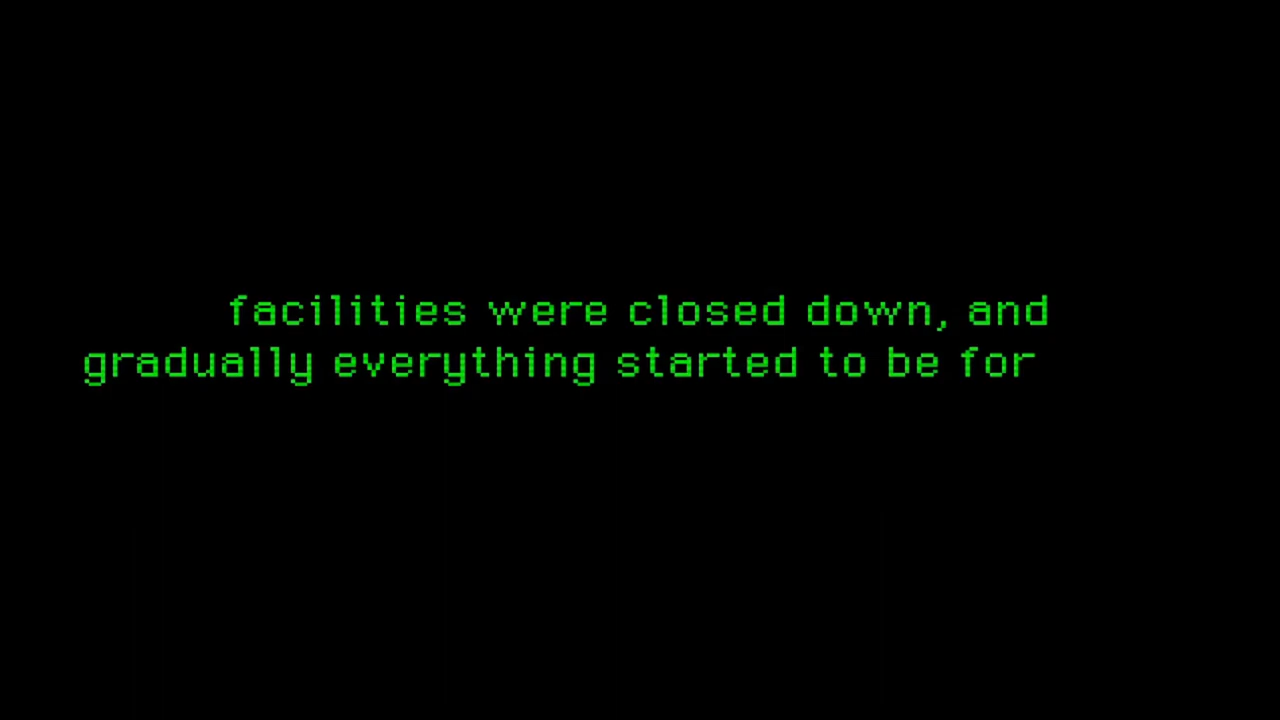 facilities were closed down, and
gradually everything started to be for